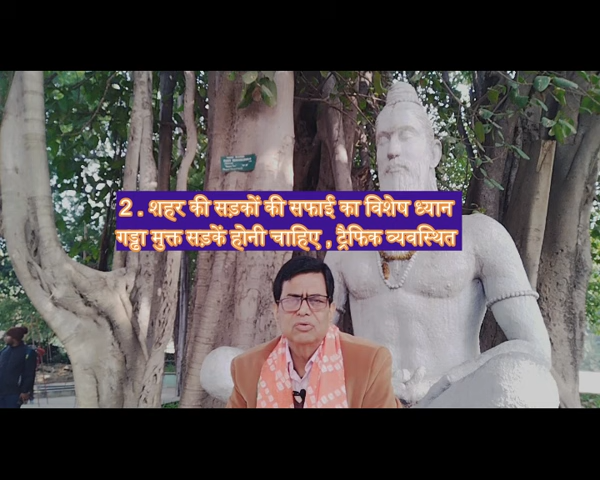 2 . शहर की सड़कों की सफाई का विशेष ध्यान
गड्ढा मुक्त सड़कें होनी चाहिए , ट्रैफिक व्यवस्थित